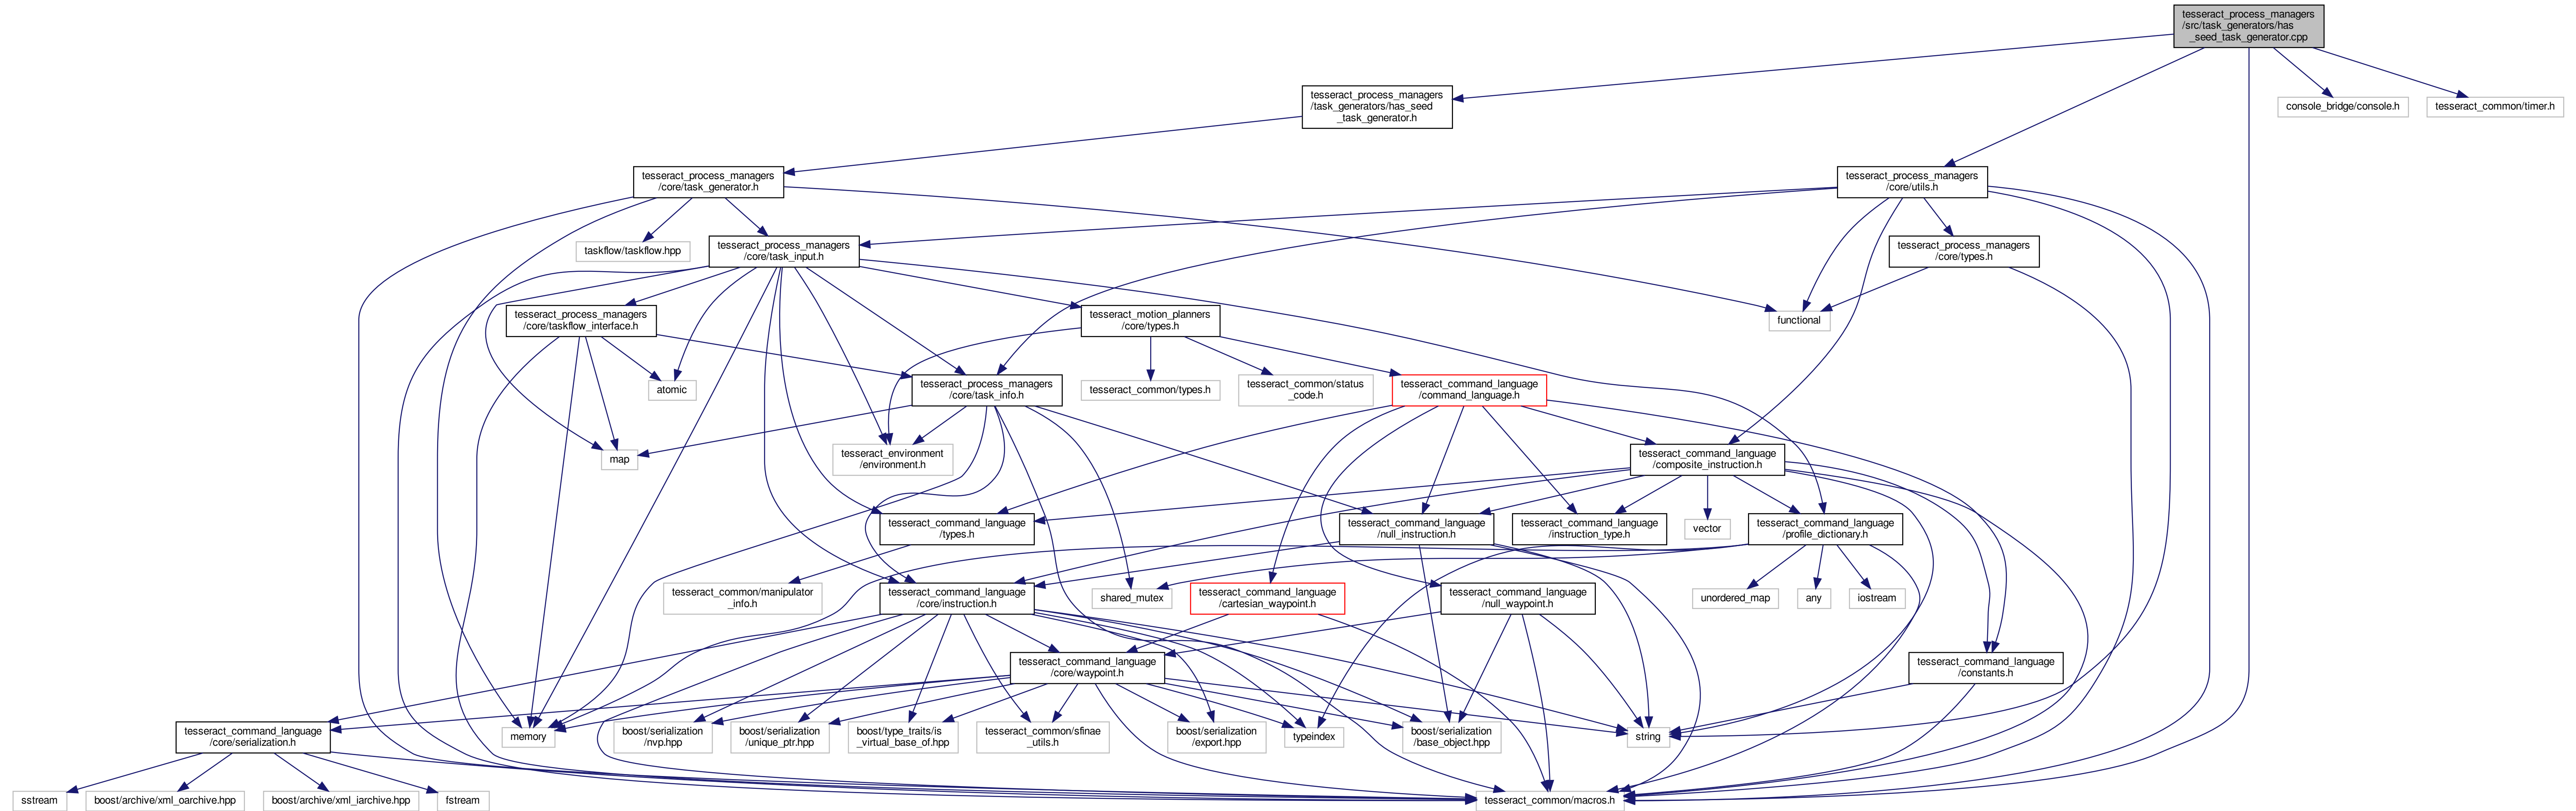 tesseract_process_managers
/src/task_generators/has
_seed_task_generator.cpp
tesseract_process_managers
/task_generators/has_seed
_task_generator.h
console_bridge/console.h
tesseract_common/timer.h
tesseract_process_managers
/core/task_generator.h
tesseract_process_managers
/core/utils.h
taskflow/taskflow.hpp
tesseract_process_managers
/core/task_input.h
tesseract_process_managers
/core/types.h
tesseract_process_managers
/core/taskflow_interface.h
tesseract_motion_planners
/core/types.h
functional
atomic
tesseract_process_managers
/core/task_info.h
tesseract_common/types.h
tesseract_common/status
_code.h
tesseract_command_language
/command_language.h
map
tesseract_environment
/environment.h
tesseract_command_language
/composite_instruction.h
tesseract_command_language
/types.h
tesseract_command_language
/null_instruction.h
tesseract_command_language
/instruction_type.h
vector
tesseract_command_language
/profile_dictionary.h
tesseract_common/manipulator
_info.h
tesseract_command_language
/core/instruction.h
shared_mutex
tesseract_command_language
/cartesian_waypoint.h
tesseract_command_language
/null_waypoint.h
unordered_map
any
iostream
tesseract_command_language
/core/waypoint.h
tesseract_command_language
/constants.h
tesseract_command_language
/core/serialization.h
memory
boost/serialization
/nvp.hpp
boost/serialization
/unique_ptr.hpp
boost/type_traits/is
_virtual_base_of.hpp
tesseract_common/sfinae
_utils.h
boost/serialization
/export.hpp
typeindex
boost/serialization
/base_object.hpp
string
sstream
boost/archive/xml_oarchive.hpp
boost/archive/xml_iarchive.hpp
fstream
tesseract_common/macros.h